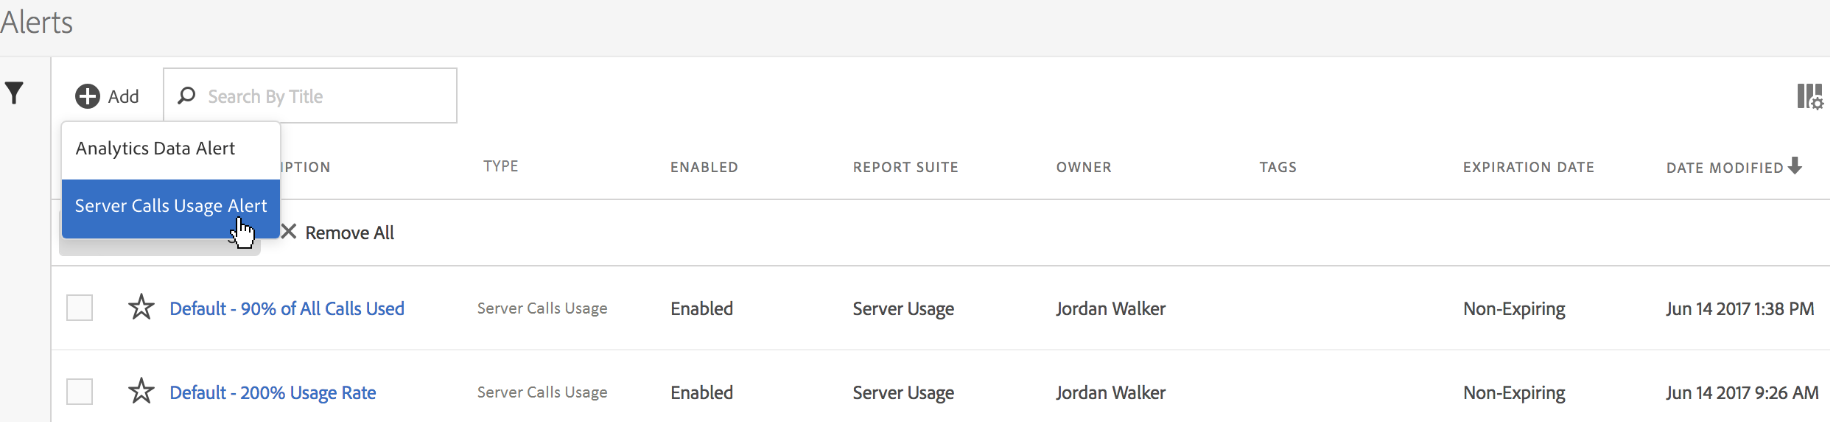 Alerts
Add
Search By Title
Analytics Data Alert
TYPE ENABLED REPORT SUITE OWNER TAGS EXPIRATION DATE DATE MODIFIED
Server Calls Usage Alert
Remove All
Default - 90% of All Calls Used Server Calls Usage Enabled Server Usage Jordan Walker Non-Expiring Jun 14 2017 1:38 PM
Default - 200% Usage Rate Server Calls Usage Enabled Server Usage Jordan Walker Non-Expiring Jun 14 2017 9:26 AM